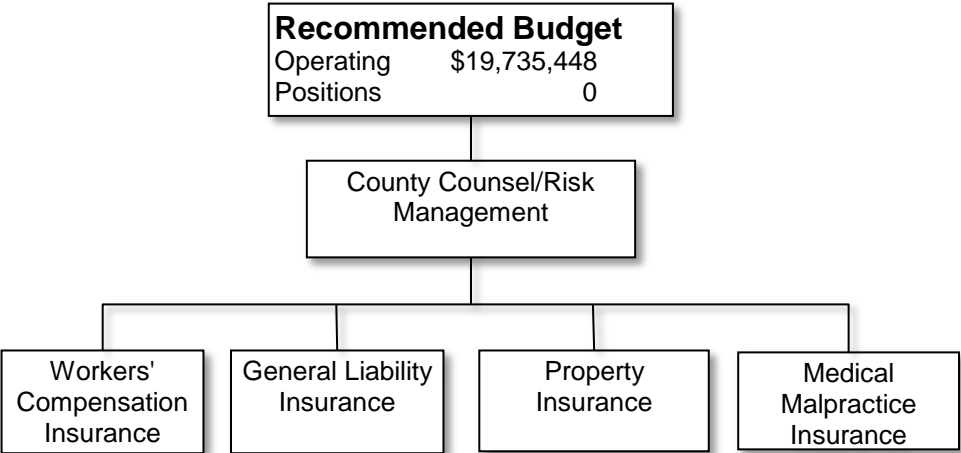 Recommended Budget
Operating $19,735,448
Positions 0
County Counsel/Risk
Management
Workers'
Compensation
Insurance
General Liability
Insurance
Property
Insurance
Medical
Malpractice
Insurance